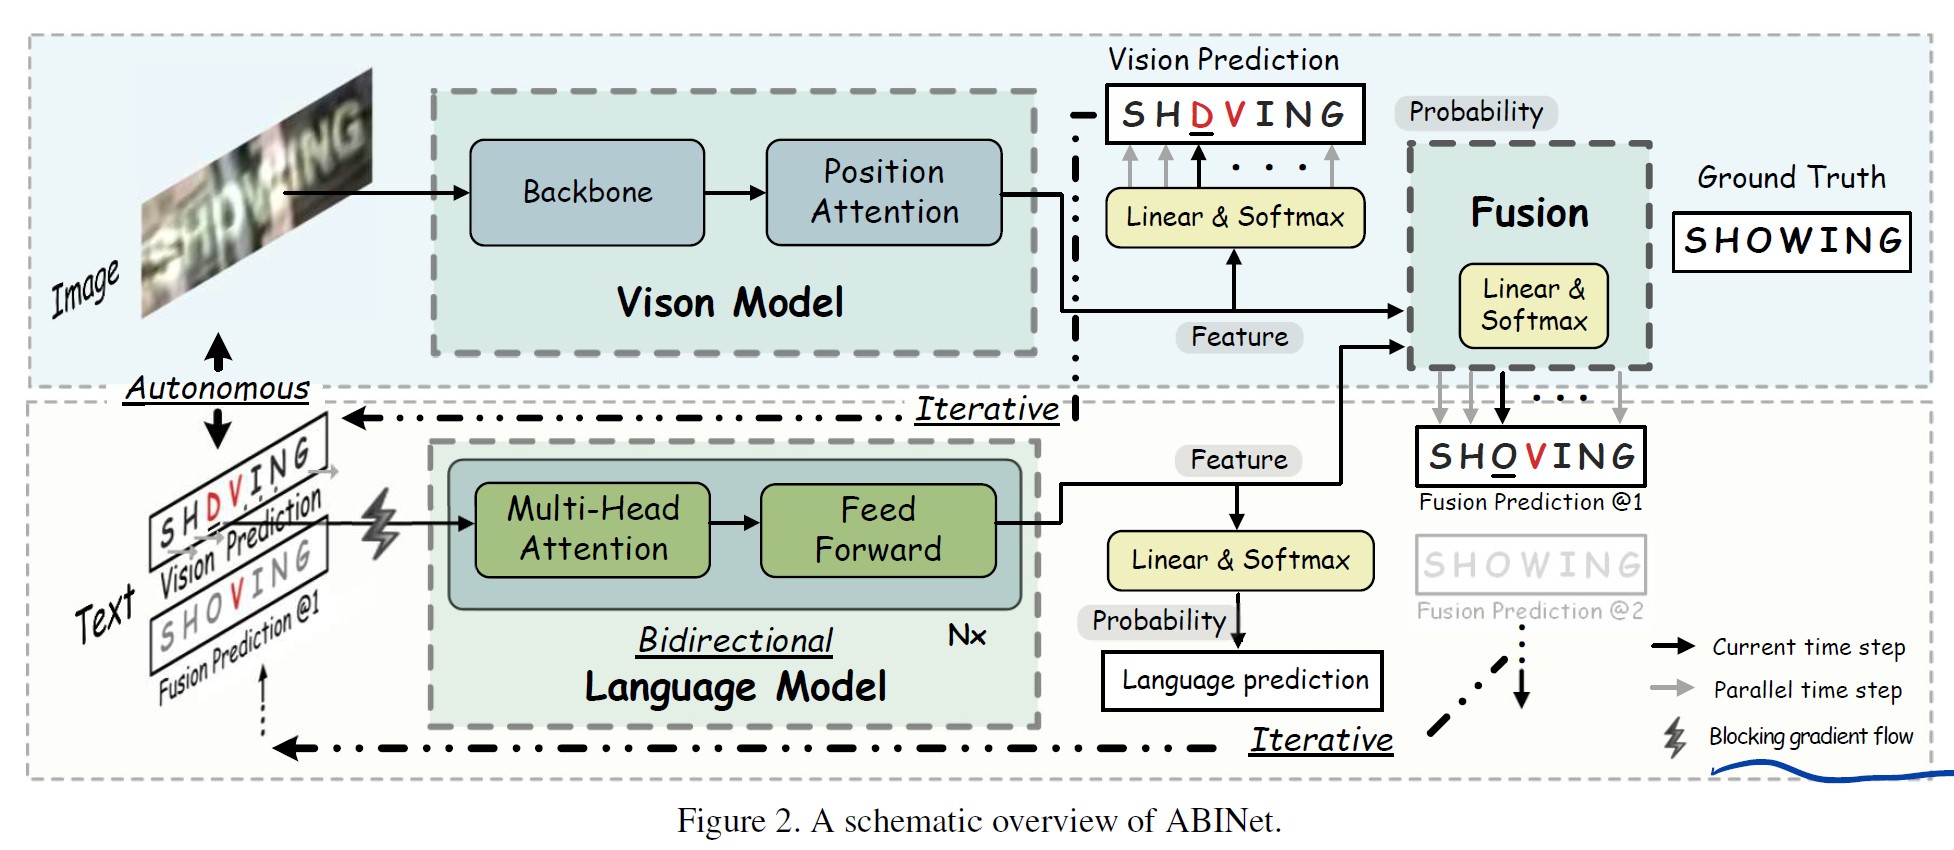 Vision Prediction
SHDVING
Probability
Image
SHOWING
Backbone
Position
Attention
Vison Model
Linear & Softmax
Feature
Fusion
Linear &
Softmax
Ground Truth
SHOWING
Autonomous
Iterative
Text
SHDVING
Vision Prediction
SHOVING
Fusion Prediction @1
Multi-Head
Attention
Feed
Forward
Bidirectional
Nx
Language Model
Feature
Linear & Softmax
Probability
Language prediction
SHOVING
Fusion Prediction @1
SHOWING
Fusion Prediction @2
Iterative
Current time step
Parallel time step
Blocking gradient flow
Figure 2. A schematic overview of ABINet.